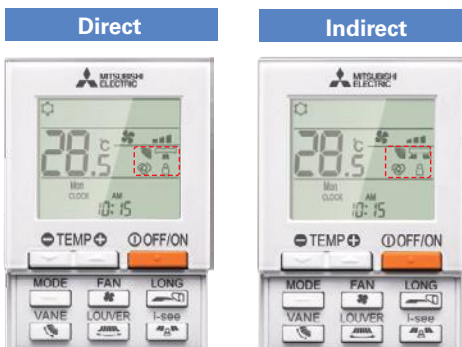 Direct
MITSUBISHI
ELECTRIC
28.5 ℃
Mon
CLOCK AM
10:15
TEMP OFF/ON
MODE FAN LONG
VANE LOUVER i-see
Indirect
MITSUBISHI
ELECTRIC
28.5 ℃
Mon
CLOCK AM
10:15
TEMP OFF/ON
MODE FAN LONG
VANE LOUVER i-see